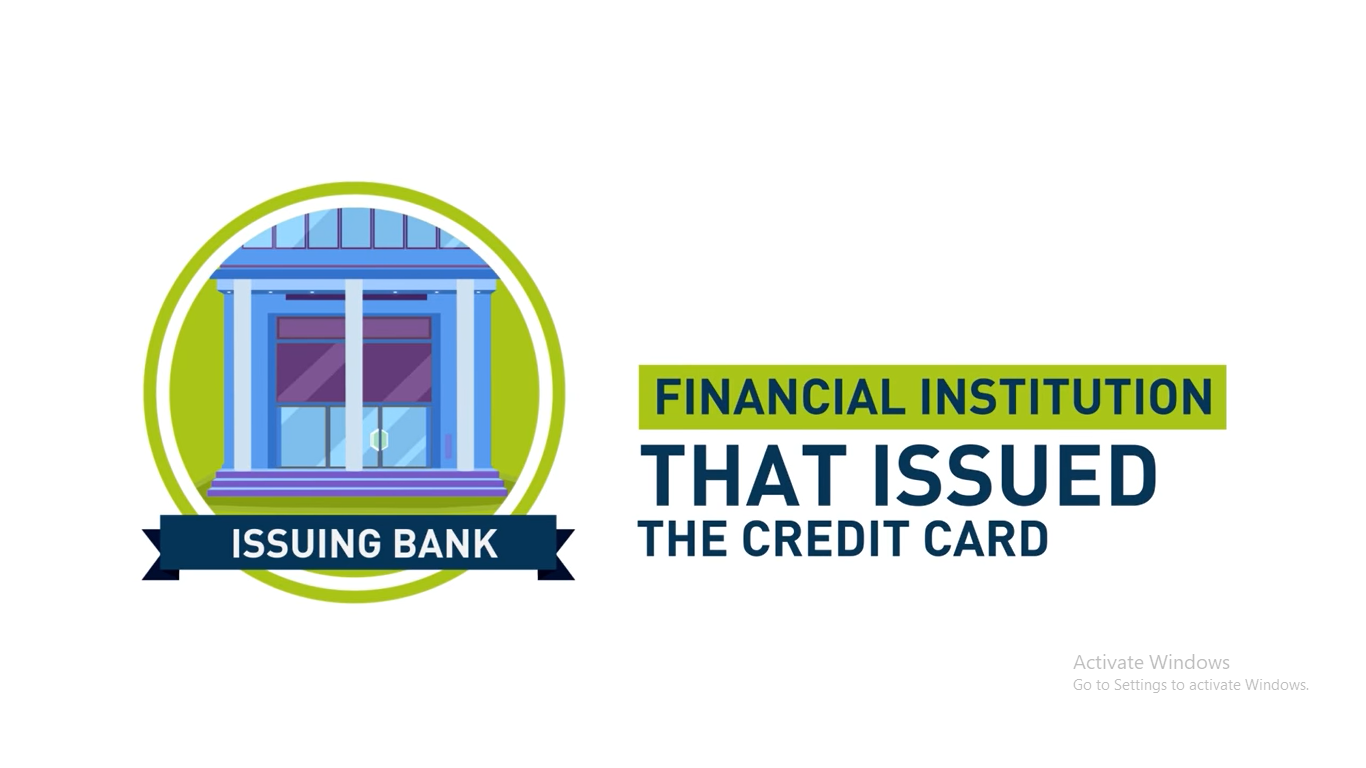 ISSUING BANK
FINANCIAL INSTITUTION
THAT ISSUED
THE CREDIT CARD
Activate Windows
Go to Settings to activate Windows.